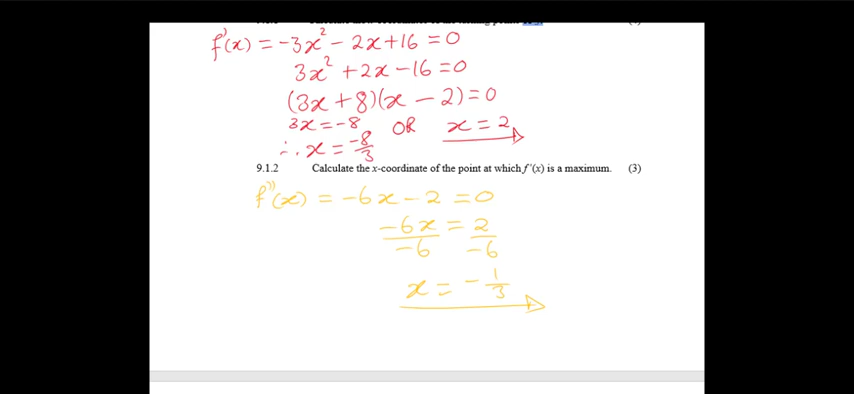 f'(x) = -3x² - 2x + 16 = 0
3x² + 2x - 16 = 0
(3x + 8)(x - 2) = 0
3x = -8 OR x = 2
∴ x = -8/3
9.1.2 Calculate the x-coordinate of the point at which f'(x) is a maximum. (3)
f''(x) = -6x - 2 = 0
-6x/-6 = 2/-6
x = -1/3